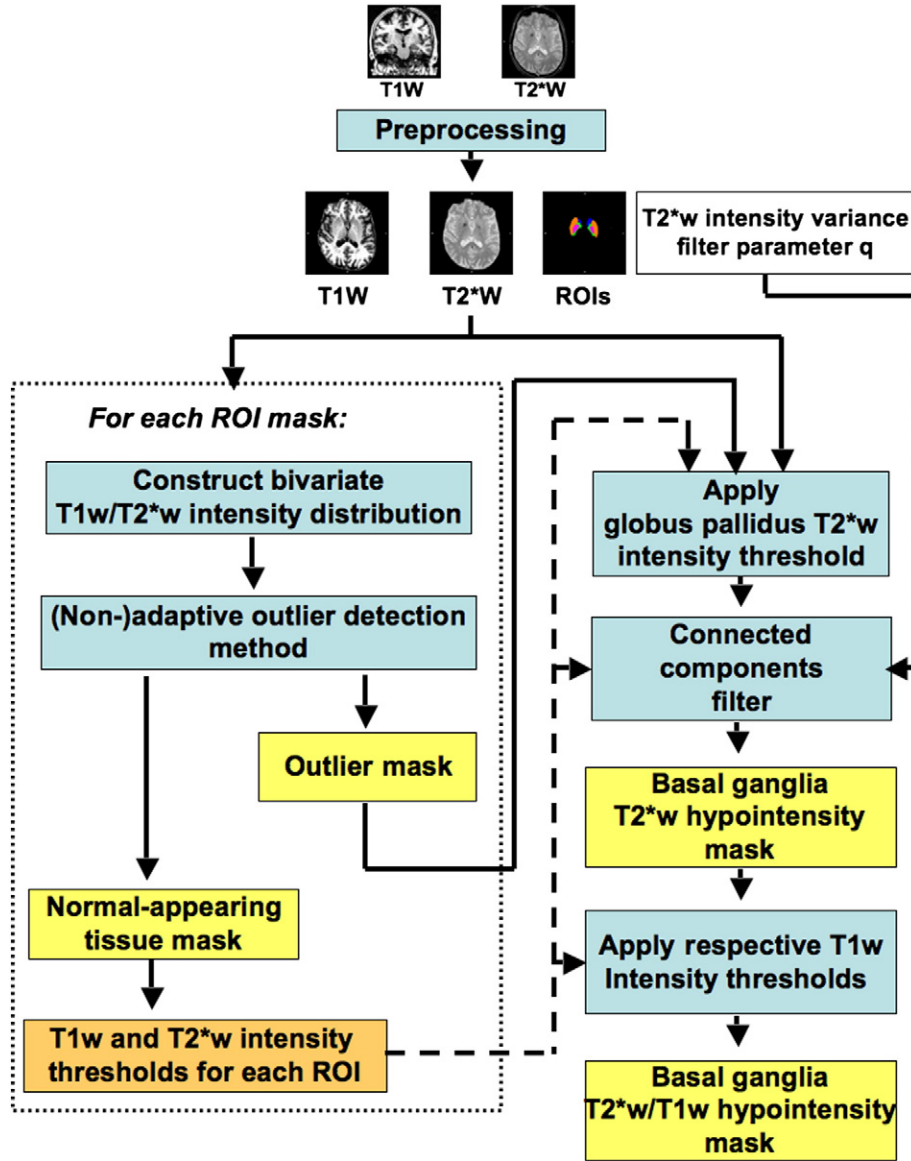 T1W
T2*W
Preprocessing
T1W
T2*W
ROIs
T2*w intensity variance
filter parameter q
For each ROI mask:
Construct bivariate
T1w/T2*w intensity distribution
(Non-)adaptive outlier detection
method
Outlier mask
Normal-appearing
tissue mask
T1w and T2*w intensity
thresholds for each ROI
Apply
globus pallidus T2*w
intensity threshold
Connected
components
filter
Basal ganglia
T2*w hypointensity
mask
Apply respective T1w
Intensity thresholds
Basal ganglia
T2*w/T1w hypointensity
mask